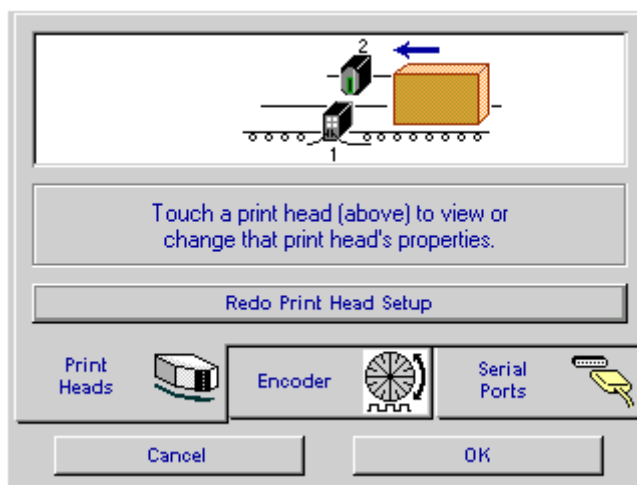 2
1
Touch a print head (above) to view or
change that print head's properties.
Redo Print Head Setup
Print
Heads
Encoder
Serial
Ports
Cancel
OK